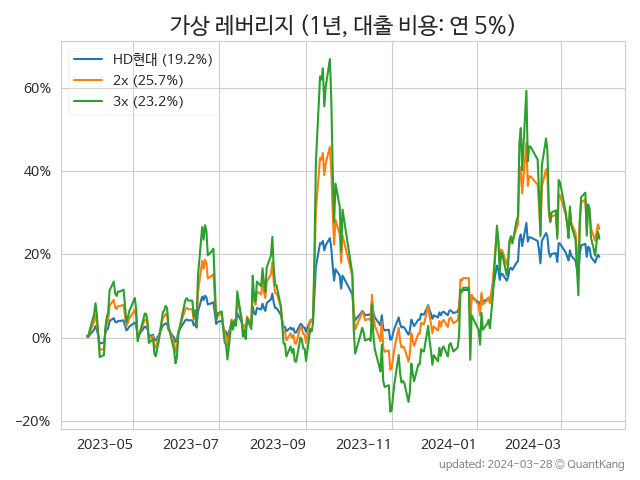 가상 레버리지 (1년, 대출 비용: 연 5%)
HD현대 (19.2%)
2x (25.7%)
3x (23.2%)
60%
40%
20%
0%
−20%
2023−05 2023−07 2023−09 2023−11 2024−01 2024−03
updated: 2024−03−28 © QuantKang